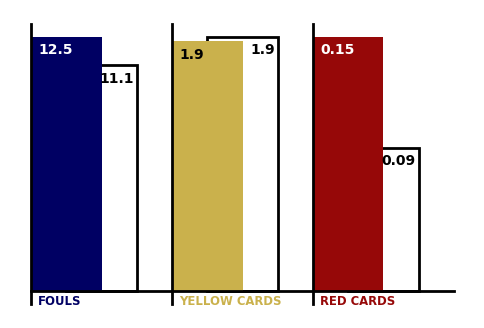 12.5
11.1
1.9
1.9
0.15
0.09
FOULS
YELLOW CARDS
RED CARDS